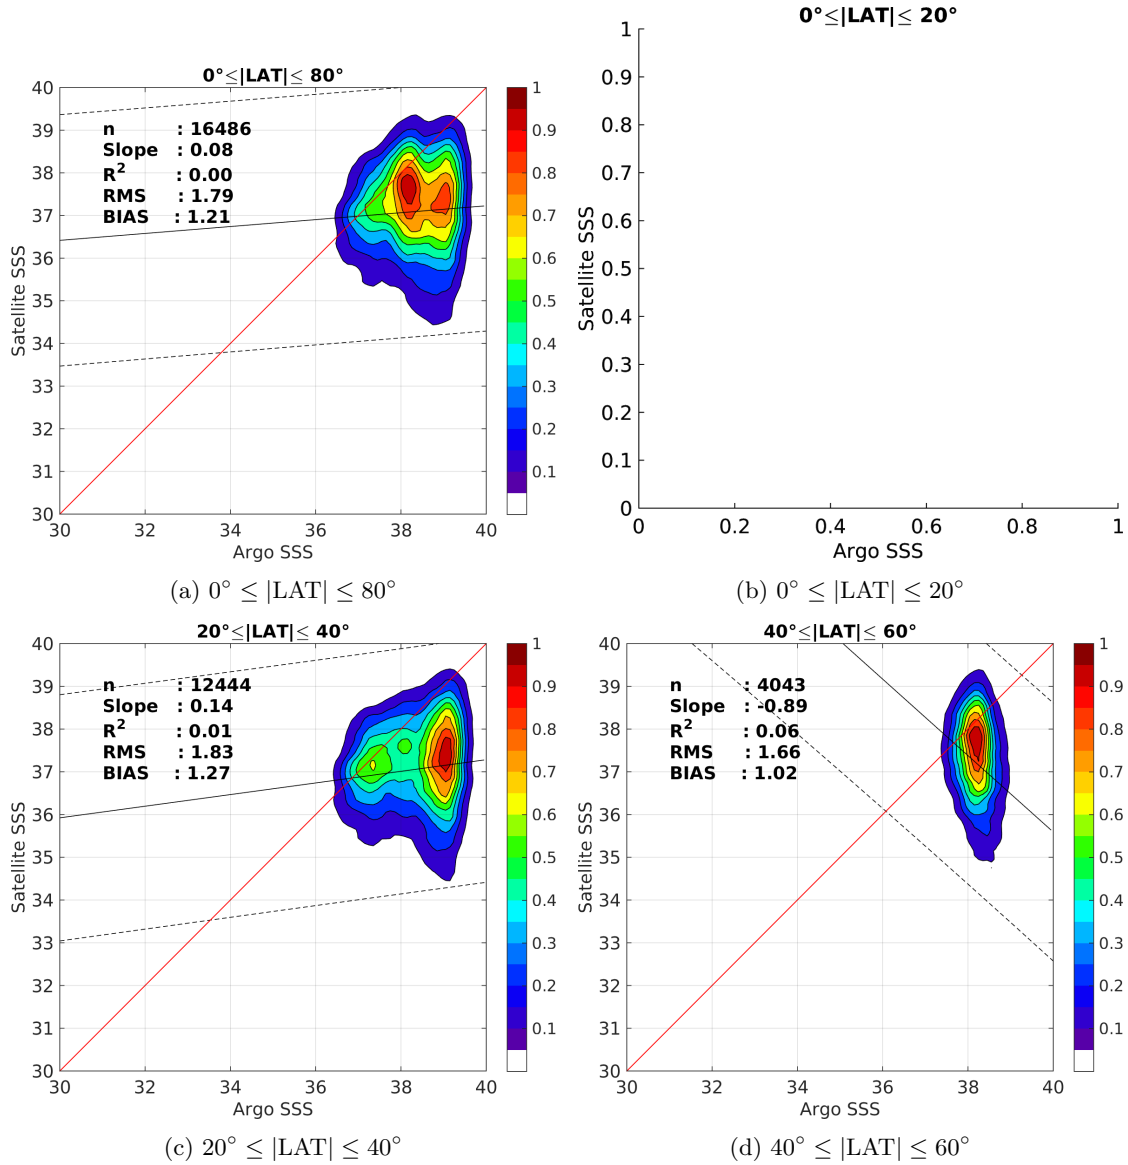 0°≤|LAT|≤ 80°
40
39
38
37
36
35
34
33
32
31
30
Satellite SSS
n : 16486
Slope : 0.08
R² : 0.00
RMS : 1.79
BIAS : 1.21
30 32 34 36 38 40
Argo SSS
1
0.9
0.8
0.7
0.6
0.5
0.4
0.3
0.2
0.1
(a) 0° ≤ |LAT| ≤ 80°
0°≤|LAT|≤ 20°
1
0.9
0.8
0.7
0.6
0.5
0.4
0.3
0.2
0.1
0
Satellite SSS
0 0.2 0.4 0.6 0.8 1
Argo SSS
(b) 0° ≤ |LAT| ≤ 20°
20°≤|LAT|≤ 40°
40
39
38
37
36
35
34
33
32
31
30
Satellite SSS
n : 12444
Slope : 0.14
R² : 0.01
RMS : 1.83
BIAS : 1.27
30 32 34 36 38 40
Argo SSS
1
0.9
0.8
0.7
0.6
0.5
0.4
0.3
0.2
0.1
(c) 20° ≤ |LAT| ≤ 40°
40°≤|LAT|≤ 60°
40
39
38
37
36
35
34
33
32
31
30
Satellite SSS
n : 4043
Slope : -0.89
R² : 0.06
RMS : 1.66
BIAS : 1.02
30 32 34 36 38 40
Argo SSS
1
0.9
0.8
0.7
0.6
0.5
0.4
0.3
0.2
0.1
(d) 40° ≤ |LAT| ≤ 60°